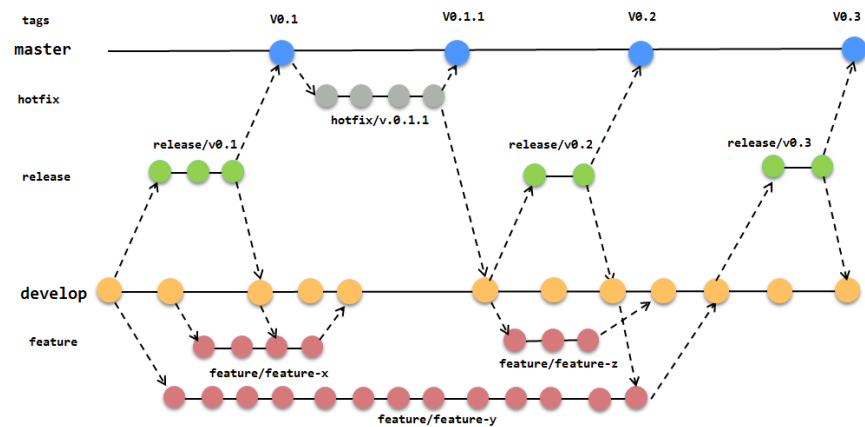 tags V0.1 V0.1.1 V0.2 V0.3
master
hotfix
hotfix/v.0.1.1
release/v0.1 release/v0.2 release/v0.3
release
develop
feature
feature/feature-x feature/feature-z
feature/feature-y